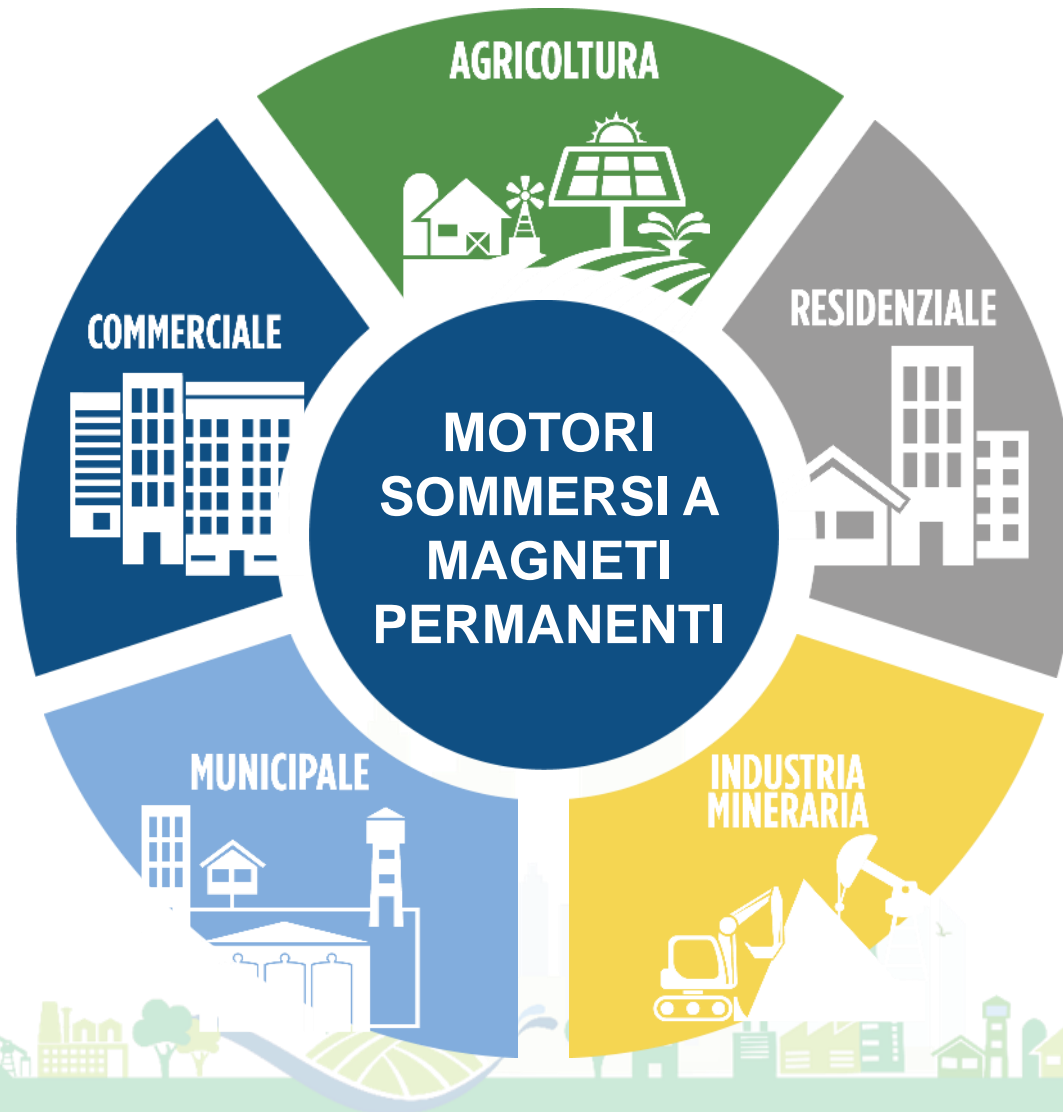 AGRICOLTURA
COMMERCIALE
RESIDENZIALE
MOTORI
SOMMERSI A
MAGNETI
PERMANENTI
MUNICIPALE
INDUSTRIA
MINERARIA